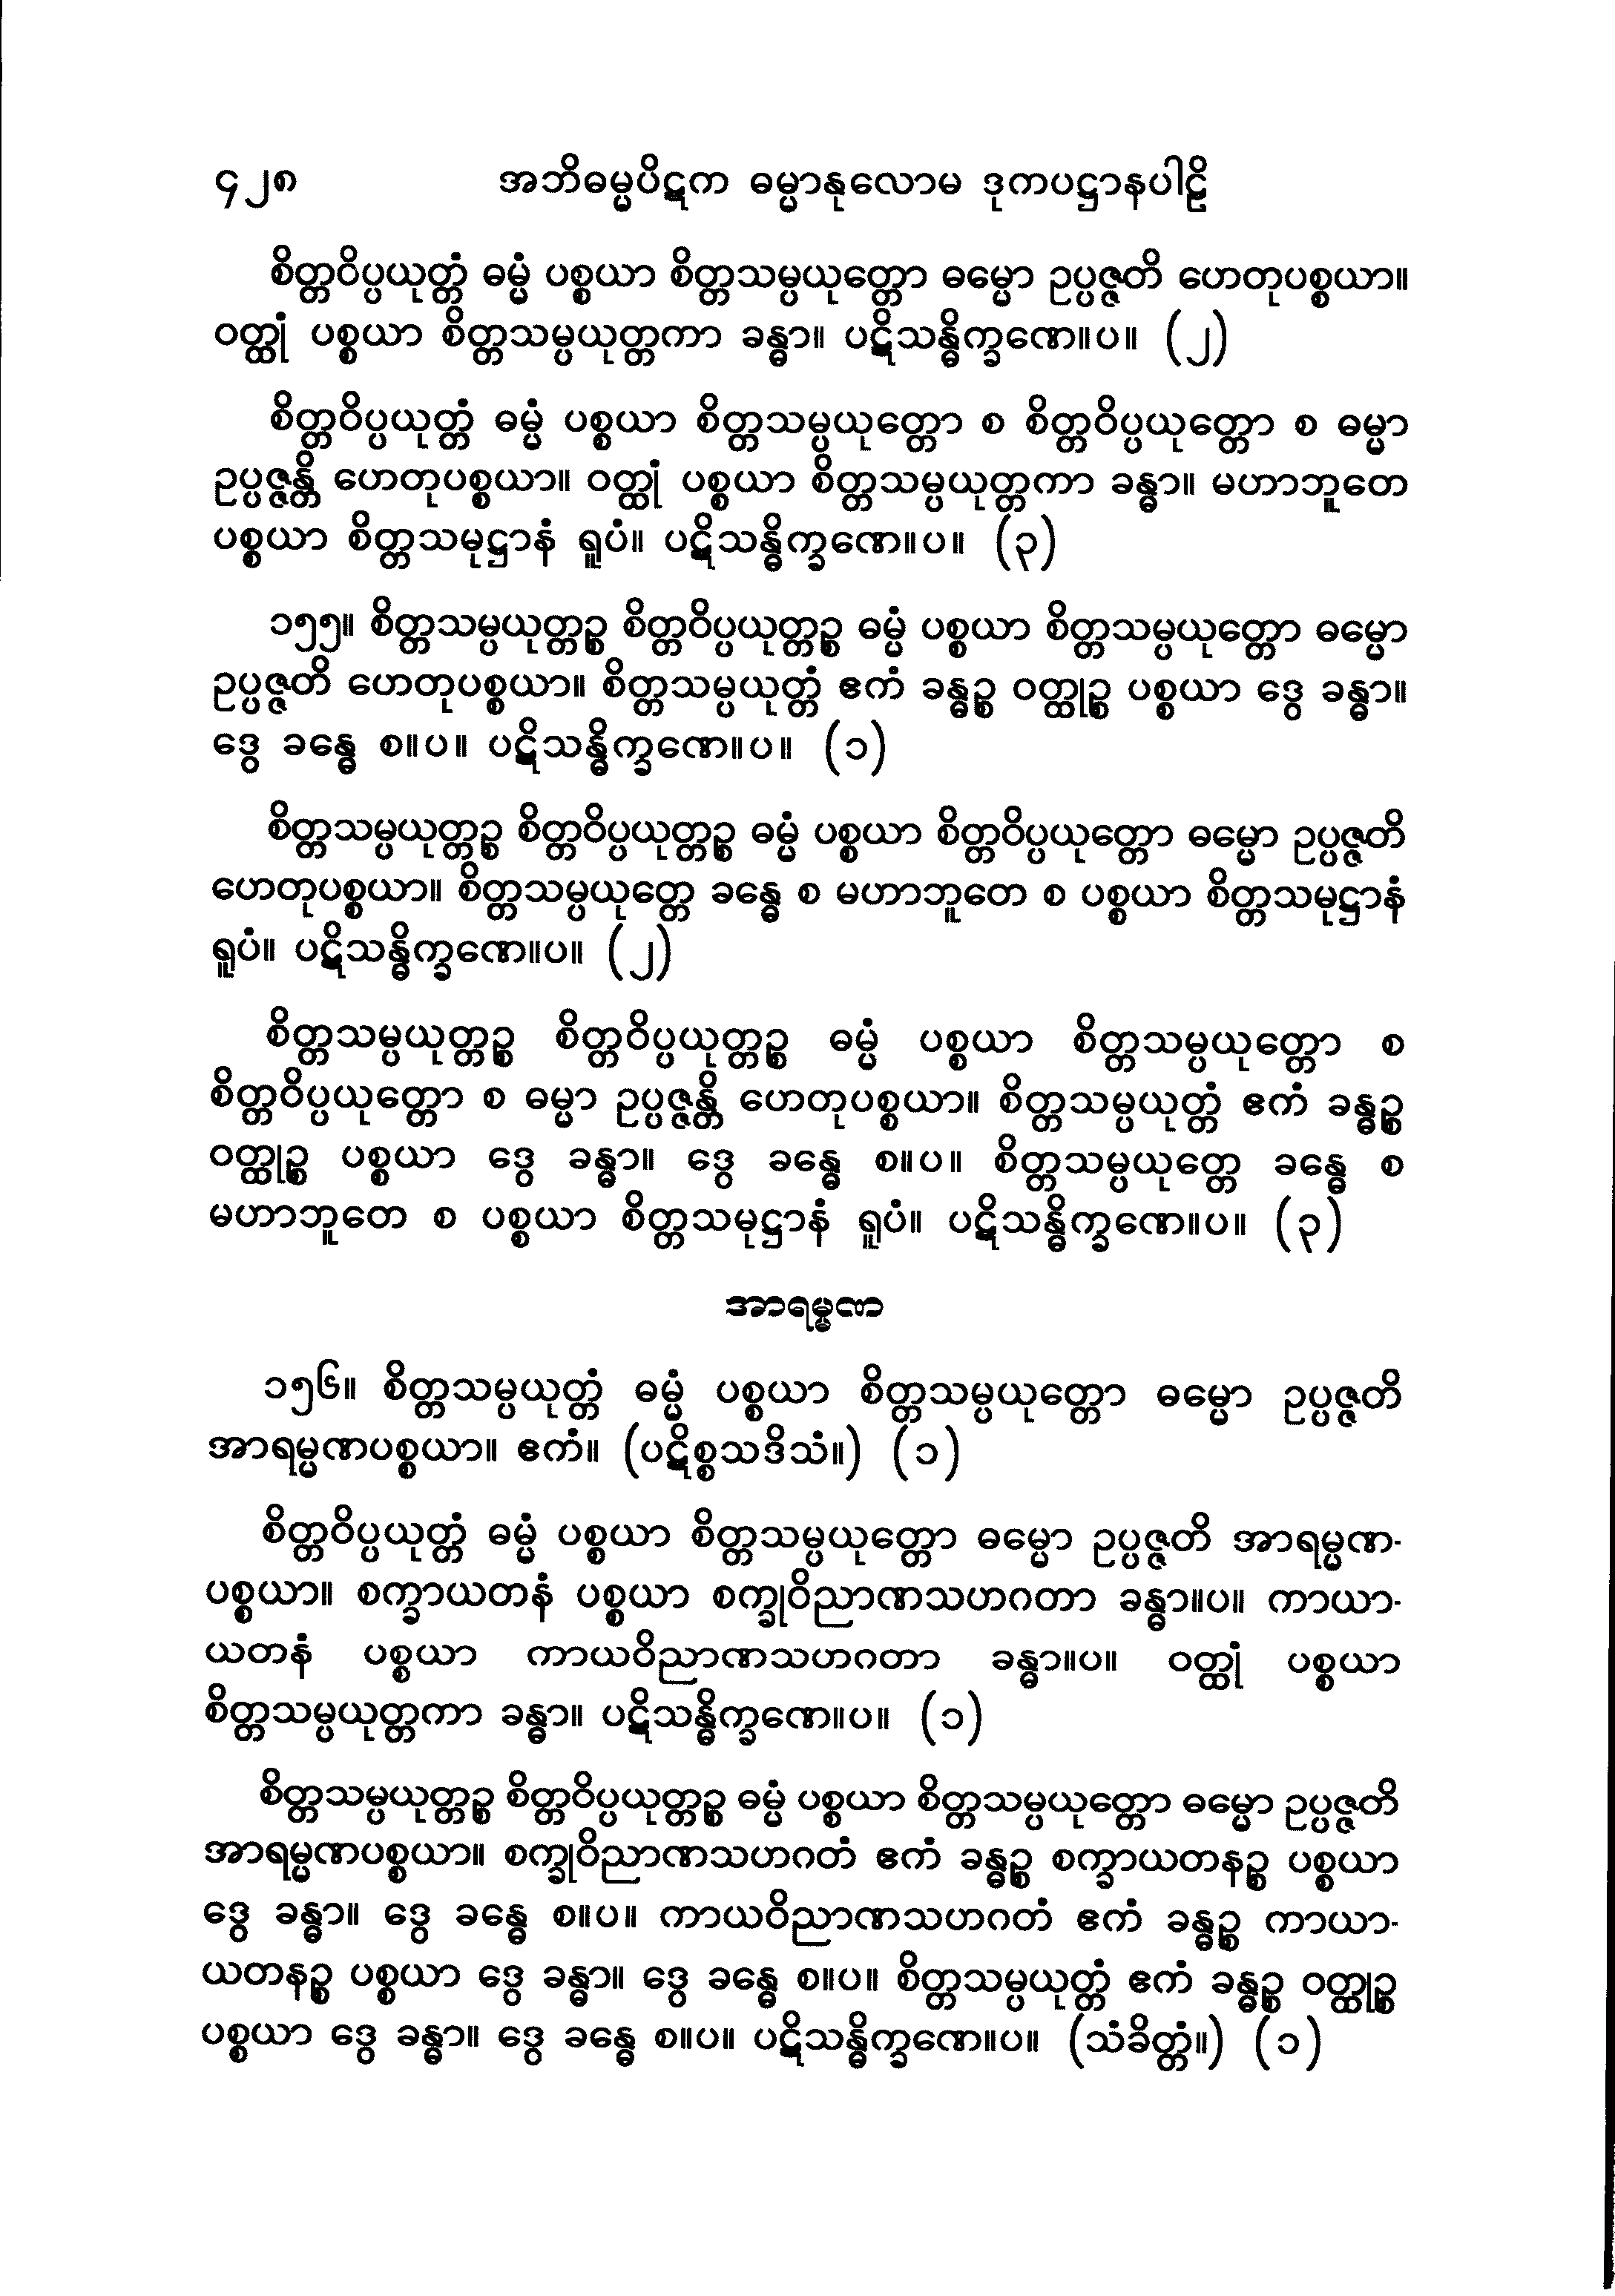 ၄၂၈ အဘိဓမ္မပိဋက ဓမ္မာနုလောမ ဒုကပဋ္ဌာနပါဠိ
စိတ္တဝိပ္ပယုတ္တံ ဓမ္မံ ပစ္စယာ စိတ္တသမ္ပယုတ္တော ဓမ္မော ဥပ္ပဇ္ဇတိ ဟေတုပစ္စယာ။
ဝတ္ထုံ ပစ္စယာ စိတ္တသမ္ပယုတ္တကာ ခန္ဓာ။ ပဋိသန္ဓိက္ခဏေ။ပ။ (၂)
စိတ္တဝိပ္ပယုတ္တံ ဓမ္မံ ပစ္စယာ စိတ္တသမ္ပယုတ္တော စ စိတ္တဝိပ္ပယုတ္တော စ ဓမ္မာ
ဥပ္ပဇ္ဇန္တိ ဟေတုပစ္စယာ။ ဝတ္ထုံ ပစ္စယာ စိတ္တသမ္ပယုတ္တကာ ခန္ဓာ။ မဟာဘူတေ
ပစ္စယာ စိတ္တသမုဋ္ဌာနံ ရူပံ။ ပဋိသန္ဓိက္ခဏေ။ပ။ (၃)
၁၅၅။ စိတ္တသမ္ပယုတ္တဉ္စ စိတ္တဝိပ္ပယုတ္တဉ္စ ဓမ္မံ ပစ္စယာ စိတ္တသမ္ပယုတ္တော ဓမ္မော
ဥပ္ပဇ္ဇတိ ဟေတုပစ္စယာ။ စိတ္တသမ္ပယုတ္တံ ဧကံ ခန္ဓဉ္စ ဝတ္ထုဉ္စ ပစ္စယာ ဒွေ ခန္ဓာ။
ဒွေ ခန္ဓေ စ။ပ။ ပဋိသန္ဓိက္ခဏေ။ပ။ (၁)
စိတ္တသမ္ပယုတ္တဉ္စ စိတ္တဝိပ္ပယုတ္တဉ္စ ဓမ္မံ ပစ္စယာ စိတ္တဝိပ္ပယုတ္တော ဓမ္မော ဥပ္ပဇ္ဇတိ
ဟေတုပစ္စယာ။ စိတ္တသမ္ပယုတ္တေ ခန္ဓေ စ မဟာဘူတေ စ ပစ္စယာ စိတ္တသမုဋ္ဌာနံ
ရူပံ။ ပဋိသန္ဓိက္ခဏေ။ပ။ (၂)
စိတ္တသမ္ပယုတ္တဉ္စ စိတ္တဝိပ္ပယုတ္တဉ္စ ဓမ္မံ ပစ္စယာ စိတ္တသမ္ပယုတ္တော စ
စိတ္တဝိပ္ပယုတ္တော စ ဓမ္မာ ဥပ္ပဇ္ဇန္တိ ဟေတုပစ္စယာ။ စိတ္တသမ္ပယုတ္တံ ဧကံ ခန္ဓဉ္စ
ဝတ္ထုဉ္စ ပစ္စယာ ဒွေ ခန္ဓာ။ ဒွေ ခန္ဓေ စ။ပ။ စိတ္တသမ္ပယုတ္တေ ခန္ဓေ စ
မဟာဘူတေ စ ပစ္စယာ စိတ္တသမုဋ္ဌာနံ ရူပံ။ ပဋိသန္ဓိက္ခဏေ။ပ။ (၃)
အာရမ္မဏ
၁၅၆။ စိတ္တသမ္ပယုတ္တံ ဓမ္မံ ပစ္စယာ စိတ္တသမ္ပယုတ္တော ဓမ္မော ဥပ္ပဇ္ဇတိ
အာရမ္မဏပစ္စယာ။ ဧကံ။ (ပဋိစ္စသဒိသံ။) (၁)
စိတ္တဝိပ္ပယုတ္တံ ဓမ္မံ ပစ္စယာ စိတ္တသမ္ပယုတ္တော ဓမ္မော ဥပ္ပဇ္ဇတိ အာရမ္မဏ-
ပစ္စယာ။ စက္ခာယတနံ ပစ္စယာ စက္ခုဝိညာဏသဟဂတာ ခန္ဓာ။ပ။ ကာယာ-
ယတနံ ပစ္စယာ ကာယဝိညာဏသဟဂတာ ခန္ဓာ။ပ။ ဝတ္ထုံ ပစ္စယာ
စိတ္တသမ္ပယုတ္တကာ ခန္ဓာ။ ပဋိသန္ဓိက္ခဏေ။ပ။ (၁)
စိတ္တသမ္ပယုတ္တဉ္စ စိတ္တဝိပ္ပယုတ္တဉ္စ ဓမ္မံ ပစ္စယာ စိတ္တသမ္ပယုတ္တော ဓမ္မော ဥပ္ပဇ္ဇတိ
အာရမ္မဏပစ္စယာ။ စက္ခုဝိညာဏသဟဂတံ ဧကံ ခန္ဓဉ္စ စက္ခာယတနဉ္စ ပစ္စယာ
ဒွေ ခန္ဓာ။ ဒွေ ခန္ဓေ စ။ပ။ ကာယဝိညာဏသဟဂတံ ဧကံ ခန္ဓဉ္စ ကာယာ-
ယတနဉ္စ ပစ္စယာ ဒွေ ခန္ဓာ။ ဒွေ ခန္ဓေ စ။ပ။ စိတ္တသမ္ပယုတ္တံ ဧကံ ခန္ဓဉ္စ ဝတ္ထုဉ္စ
ပစ္စယာ ဒွေ ခန္ဓာ။ ဒွေ ခန္ဓေ စ။ပ။ ပဋိသန္ဓိက္ခဏေ။ပ။ (သံခိတ္တံ။) (၁)